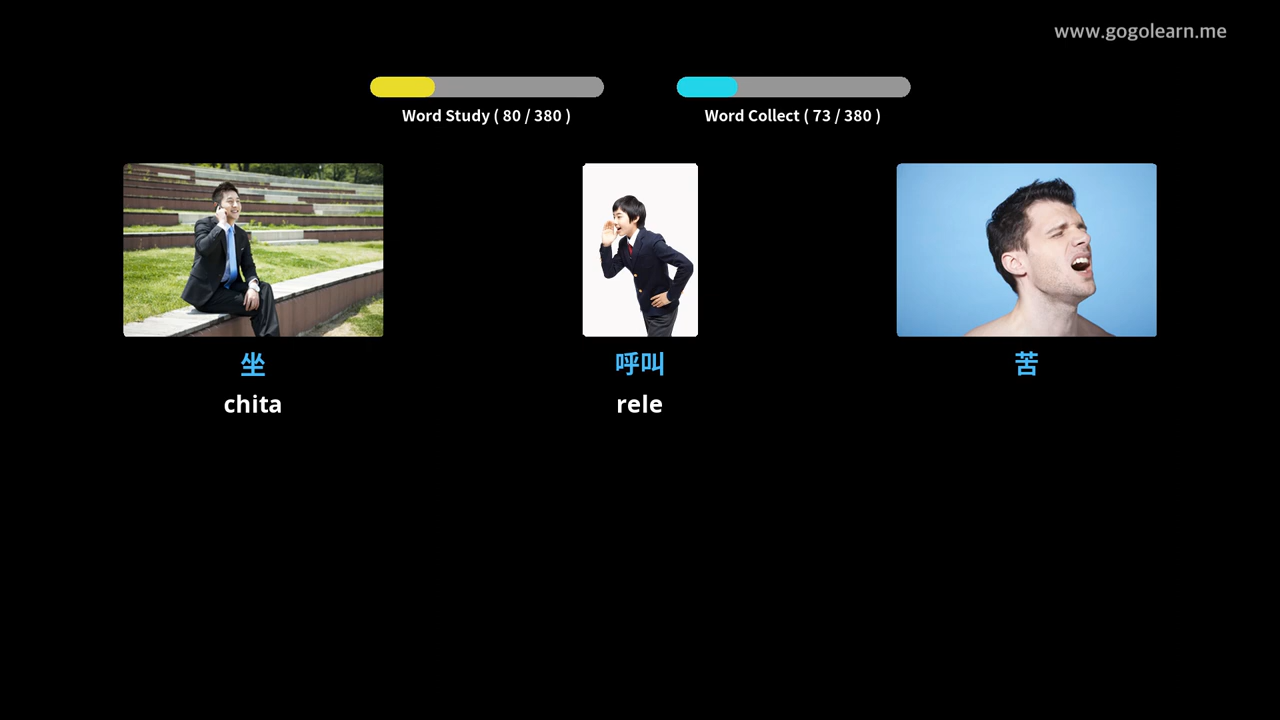 www.gogolearn.me
Word Study ( 80 / 380 )
Word Collect ( 73 / 380 )
坐
呼叫
苦
chita
rele